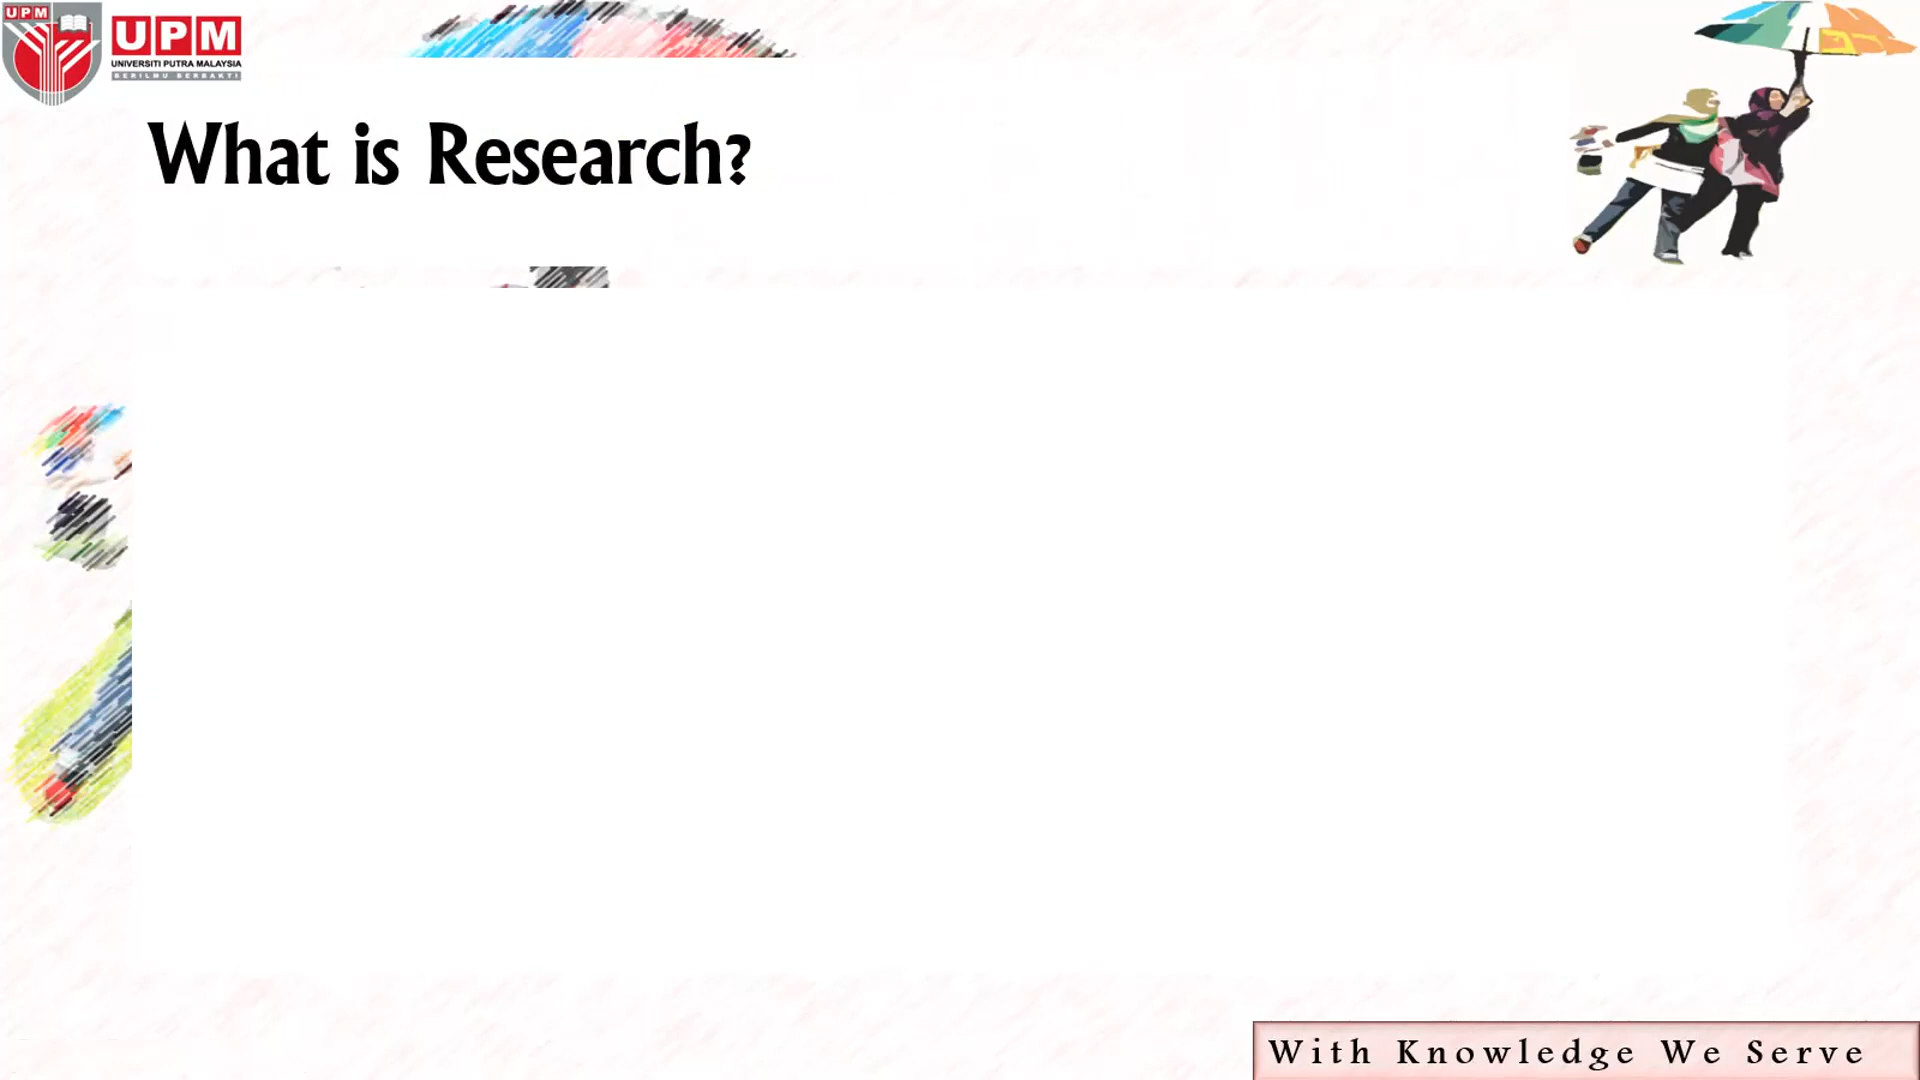 UPM
UPM
UNIVERSITI PUTRA MALAYSIA
BERILMU BERBAKTI
What is Research?
With Knowledge We Serve